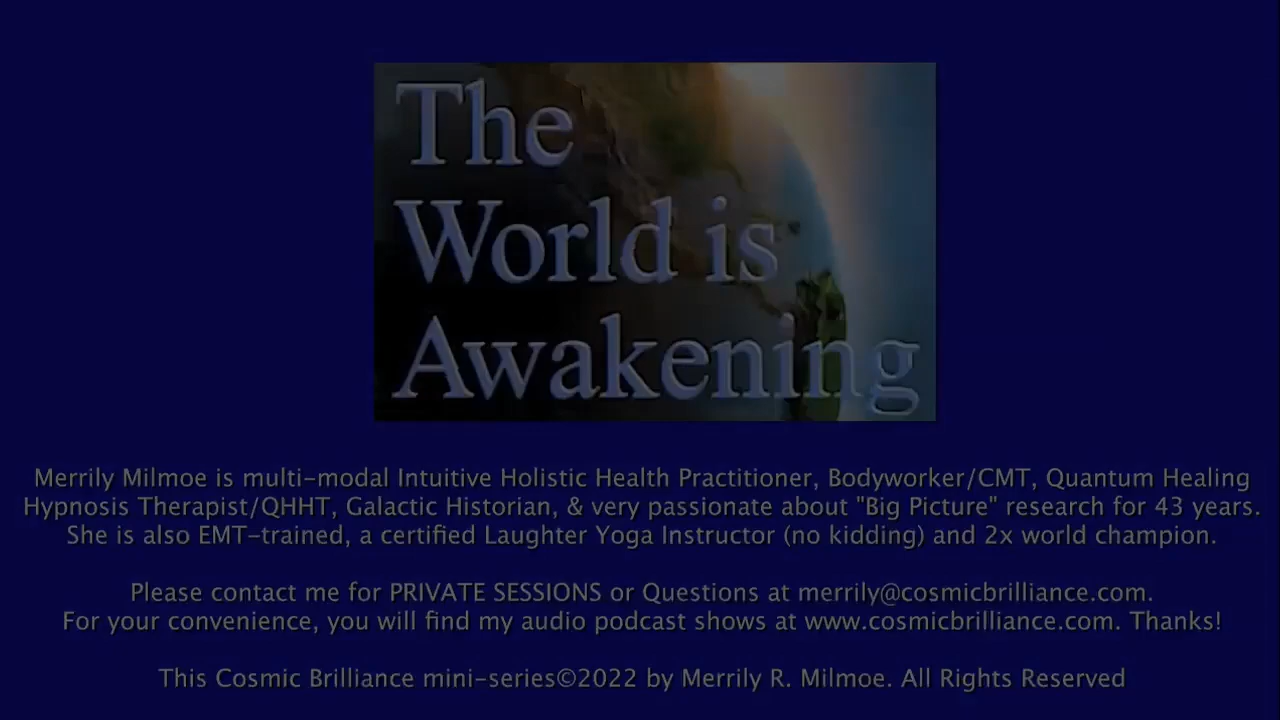 The
World is
Awakening
Merrily Milmoe is multi-modal Intuitive Holistic Health Practitioner, Bodyworker/CMT, Quantum Healing
Hypnosis Therapist/QHHT, Galactic Historian, & very passionate about "Big Picture" research for 43 years.
She is also EMT-trained, a certified Laughter Yoga Instructor (no kidding) and 2x world champion.
Please contact me for PRIVATE SESSIONS or Questions at merrily@cosmicbrilliance.com.
For your convenience, you will find my audio podcast shows at www.cosmicbrilliance.com. Thanks!
This Cosmic Brilliance mini-series©2022 by Merrily R. Milmoe. All Rights Reserved